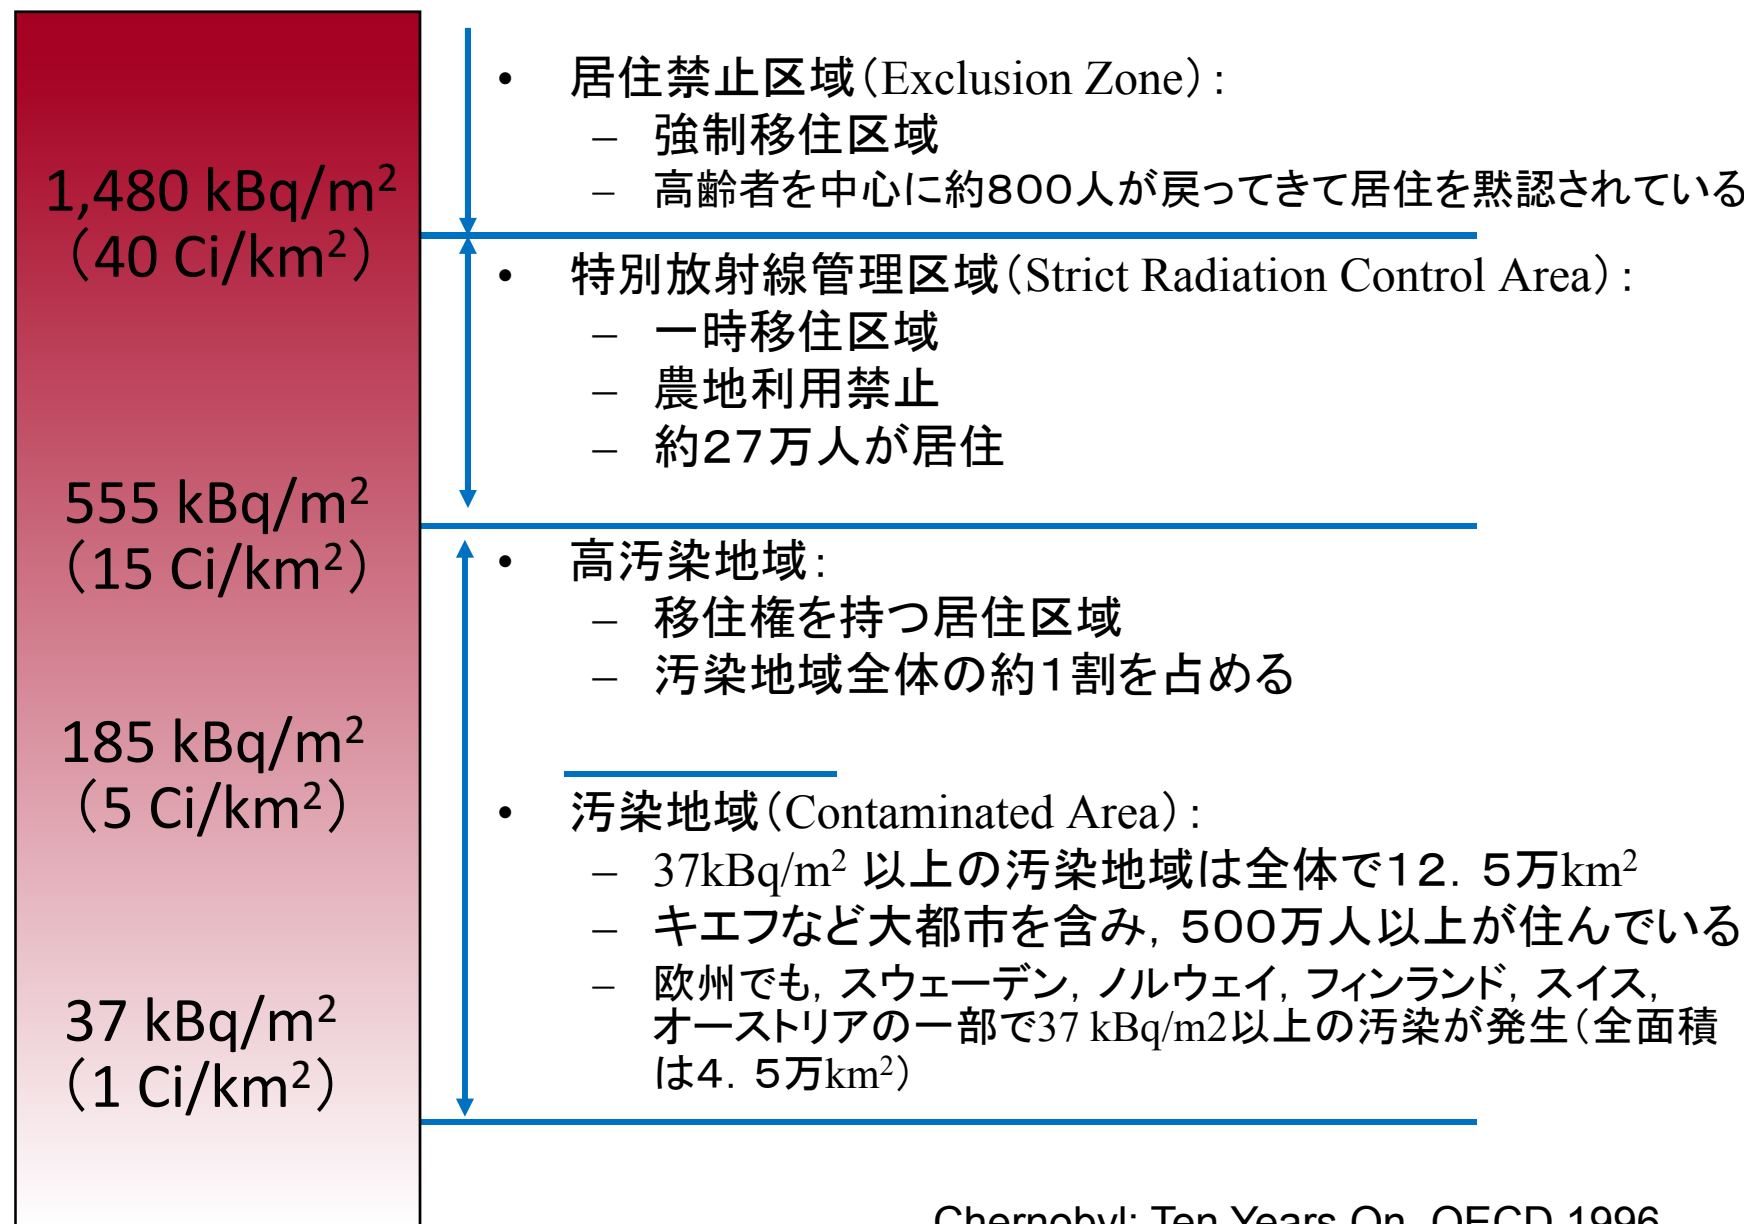 1,480 kBq/m²
（40 Ci/km²）
555 kBq/m²
（15 Ci/km²）
185 kBq/m²
（5 Ci/km²）
37 kBq/m²
（1 Ci/km²）
• 居住禁止区域（Exclusion Zone）:
– 強制移住区域
– 高齢者を中心に約８００人が戻ってきて居住を黙認されている
• 特別放射線管理区域（Strict Radiation Control Area）:
– 一時移住区域
– 農地利用禁止
– 約２７万人が居住
• 高汚染地域:
– 移住権を持つ居住区域
– 汚染地域全体の約１割を占める
• 汚染地域（Contaminated Area）:
– 37kBq/m² 以上の汚染地域は全体で１２．５万km²
– キエフなど大都市を含み，５００万人以上が住んでいる
– 欧州でも，スウェーデン，ノルウェイ，フィンランド，スイス，
オーストリアの一部で37 kBq/m2以上の汚染が発生（全面積
は４．５万km²）
Chernobyl: Ten Years On, OECD 1996